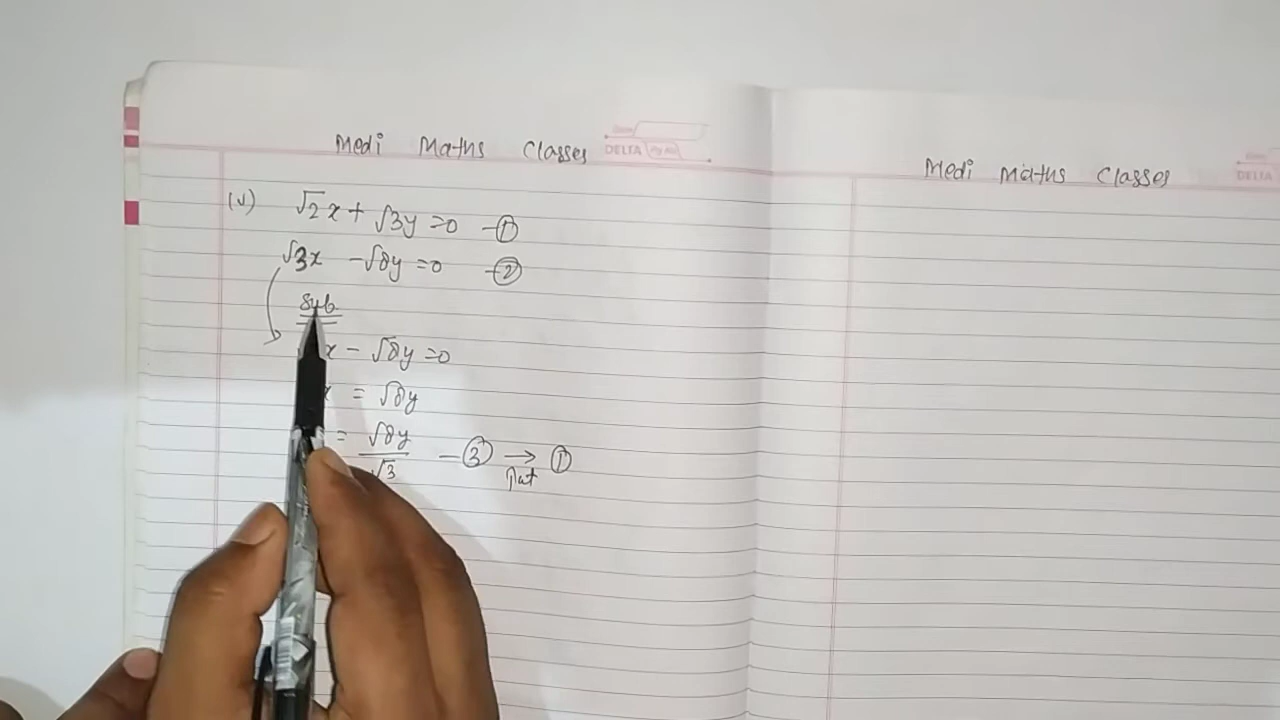 Medi Maths Classes
DELTA
(v) √2x + √3y = 0 - ①
√3x - √8y = 0 - ②
Sub
x - √8y = 0
x = √8y
= √8y / √3 - ③ → ①
Put
Medi Maths Classes
DELTA